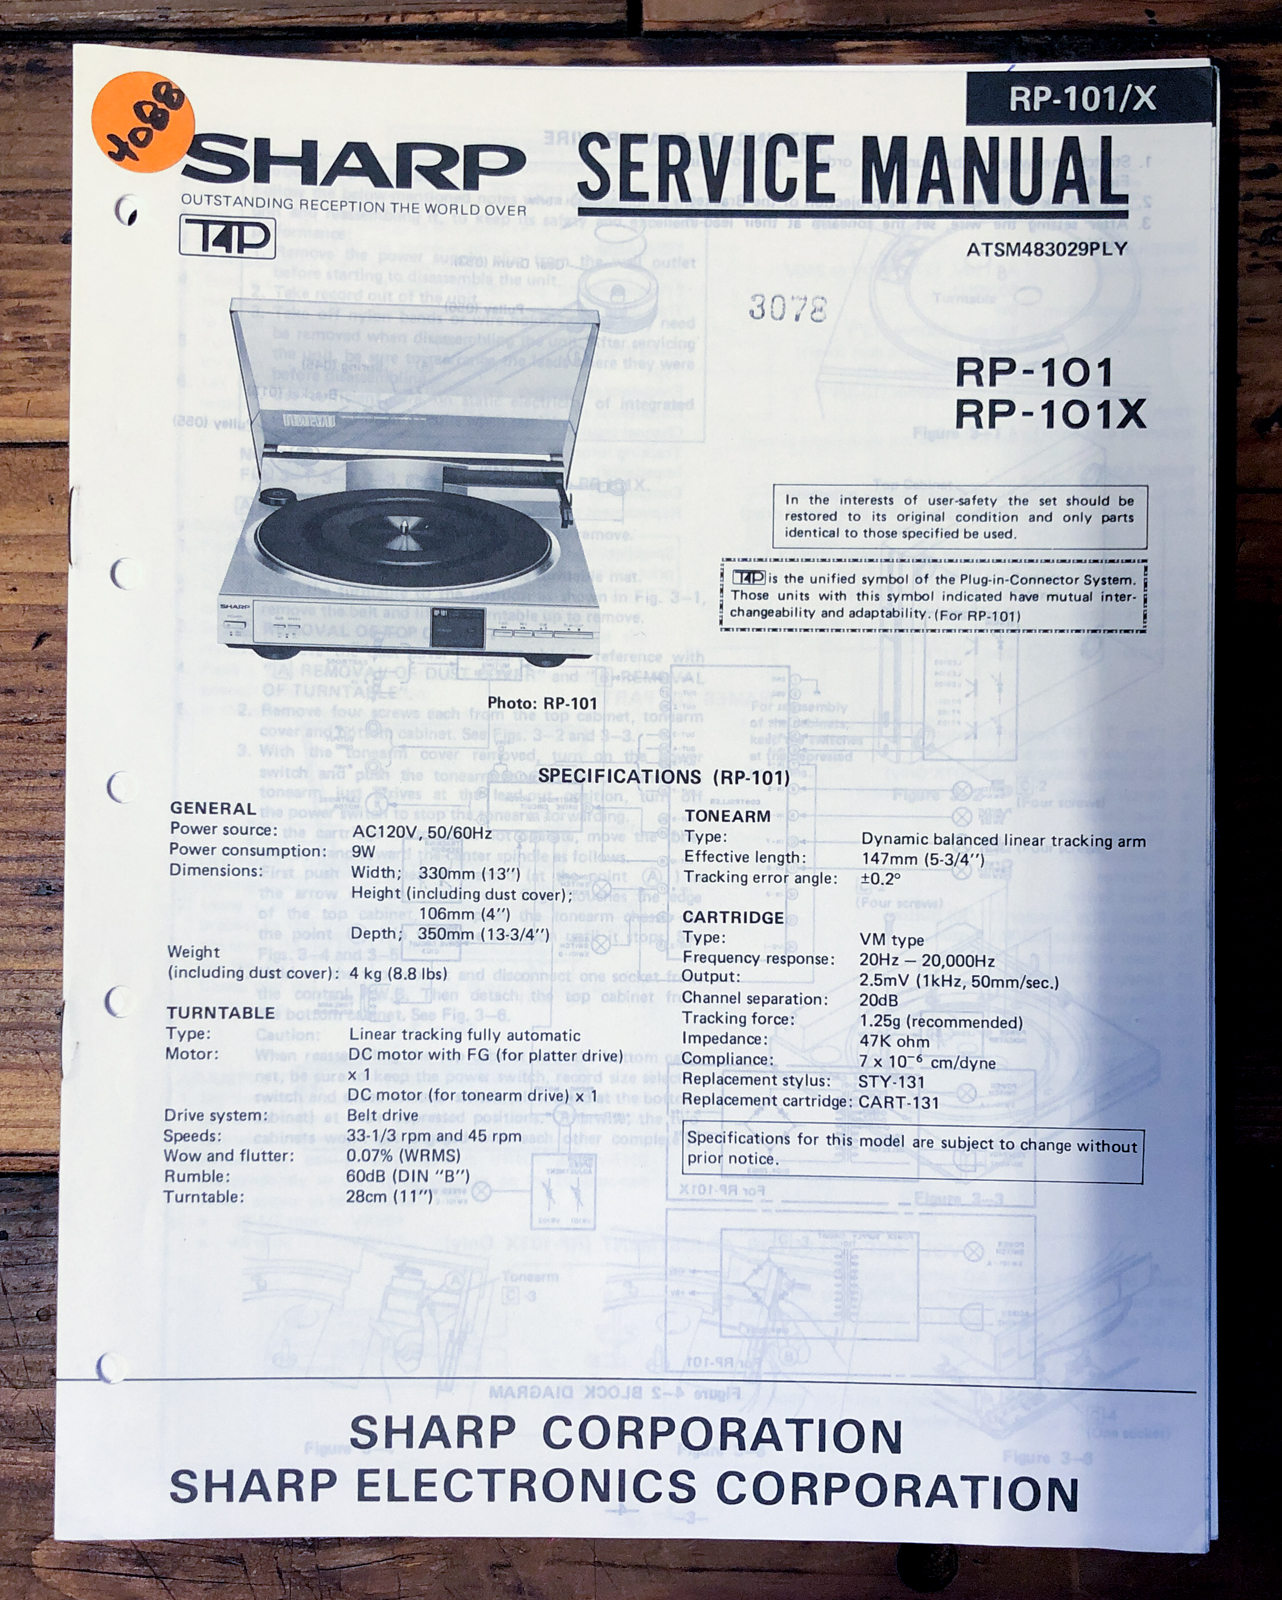 RP-101/X
4088
SHARP SERVICE MANUAL
OUTSTANDING RECEPTION THE WORLD OVER
T4P
ATSM483029PLY
3078
RP-101
RP-101X
In the interests of user-safety the set should be
restored to its original condition and only parts
identical to those specified be used.
T4P is the unified symbol of the Plug-in-Connector System.
Those units with this symbol indicated have mutual inter-
changeability and adaptability. (For RP-101)
SHARP
RP-101
Photo: RP-101
SPECIFICATIONS (RP-101)
GENERAL
Power source: AC120V, 50/60Hz
Power consumption: 9W
Dimensions: Width; 330mm (13″)
Height (including dust cover);
106mm (4″)
Depth; 350mm (13-3/4″)
Weight
(including dust cover): 4 kg (8.8 lbs)
TURNTABLE
Type: Linear tracking fully automatic
Motor: DC motor with FG (for platter drive)
x 1
DC motor (for tonearm drive) x 1
Drive system: Belt drive
Speeds: 33-1/3 rpm and 45 rpm
Wow and flutter: 0.07% (WRMS)
Rumble: 60dB (DIN "B")
Turntable: 28cm (11″)
TONEARM
Type: Dynamic balanced linear tracking arm
Effective length: 147mm (5-3/4″)
Tracking error angle: ±0.2°
CARTRIDGE
Type: VM type
Frequency response: 20Hz – 20,000Hz
Output: 2.5mV (1kHz, 50mm/sec.)
Channel separation: 20dB
Tracking force: 1.25g (recommended)
Impedance: 47K ohm
Compliance: 7 x 10⁻⁶ cm/dyne
Replacement stylus: STY-131
Replacement cartridge: CART-131
Specifications for this model are subject to change without
prior notice.
SHARP CORPORATION
SHARP ELECTRONICS CORPORATION